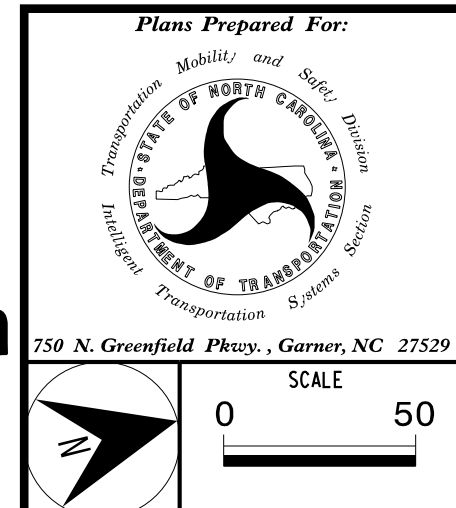 Plans Prepared For:
Transportation Mobility and Safety Division
STATE OF NORTH CAROLINA
DEPARTMENT OF TRANSPORTATION
Intelligent Transportation Systems Section
750 N. Greenfield Pkwy. , Garner, NC 27529
SCALE
0 50
N